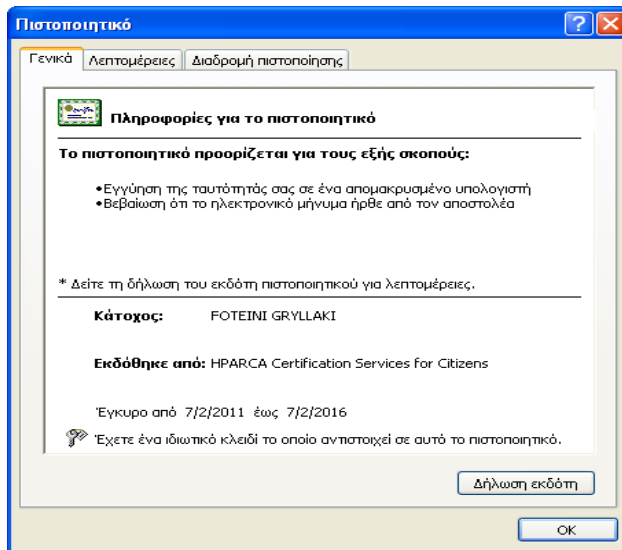 Πιστοποιητικό
Γενικά Λεπτομέρειες Διαδρομή πιστοποίησης
Πληροφορίες για το πιστοποιητικό
Το πιστοποιητικό προορίζεται για τους εξής σκοπούς:
•Εγγύηση της ταυτότητάς σας σε ένα απομακρυσμένο υπολογιστή
•Βεβαίωση ότι το ηλεκτρονικό μήνυμα ήρθε από τον αποστολέα
* Δείτε τη δήλωση του εκδότη πιστοποιητικού για λεπτομέρειες.
Κάτοχος: FOTEINI GRYLLAKI
Εκδόθηκε από: HPARCA Certification Services for Citizens
Έγκυρο από 7/2/2011 έως 7/2/2016
Έχετε ένα ιδιωτικό κλειδί το οποίο αντιστοιχεί σε αυτό το πιστοποιητικό.
Δήλωση εκδότη
OK